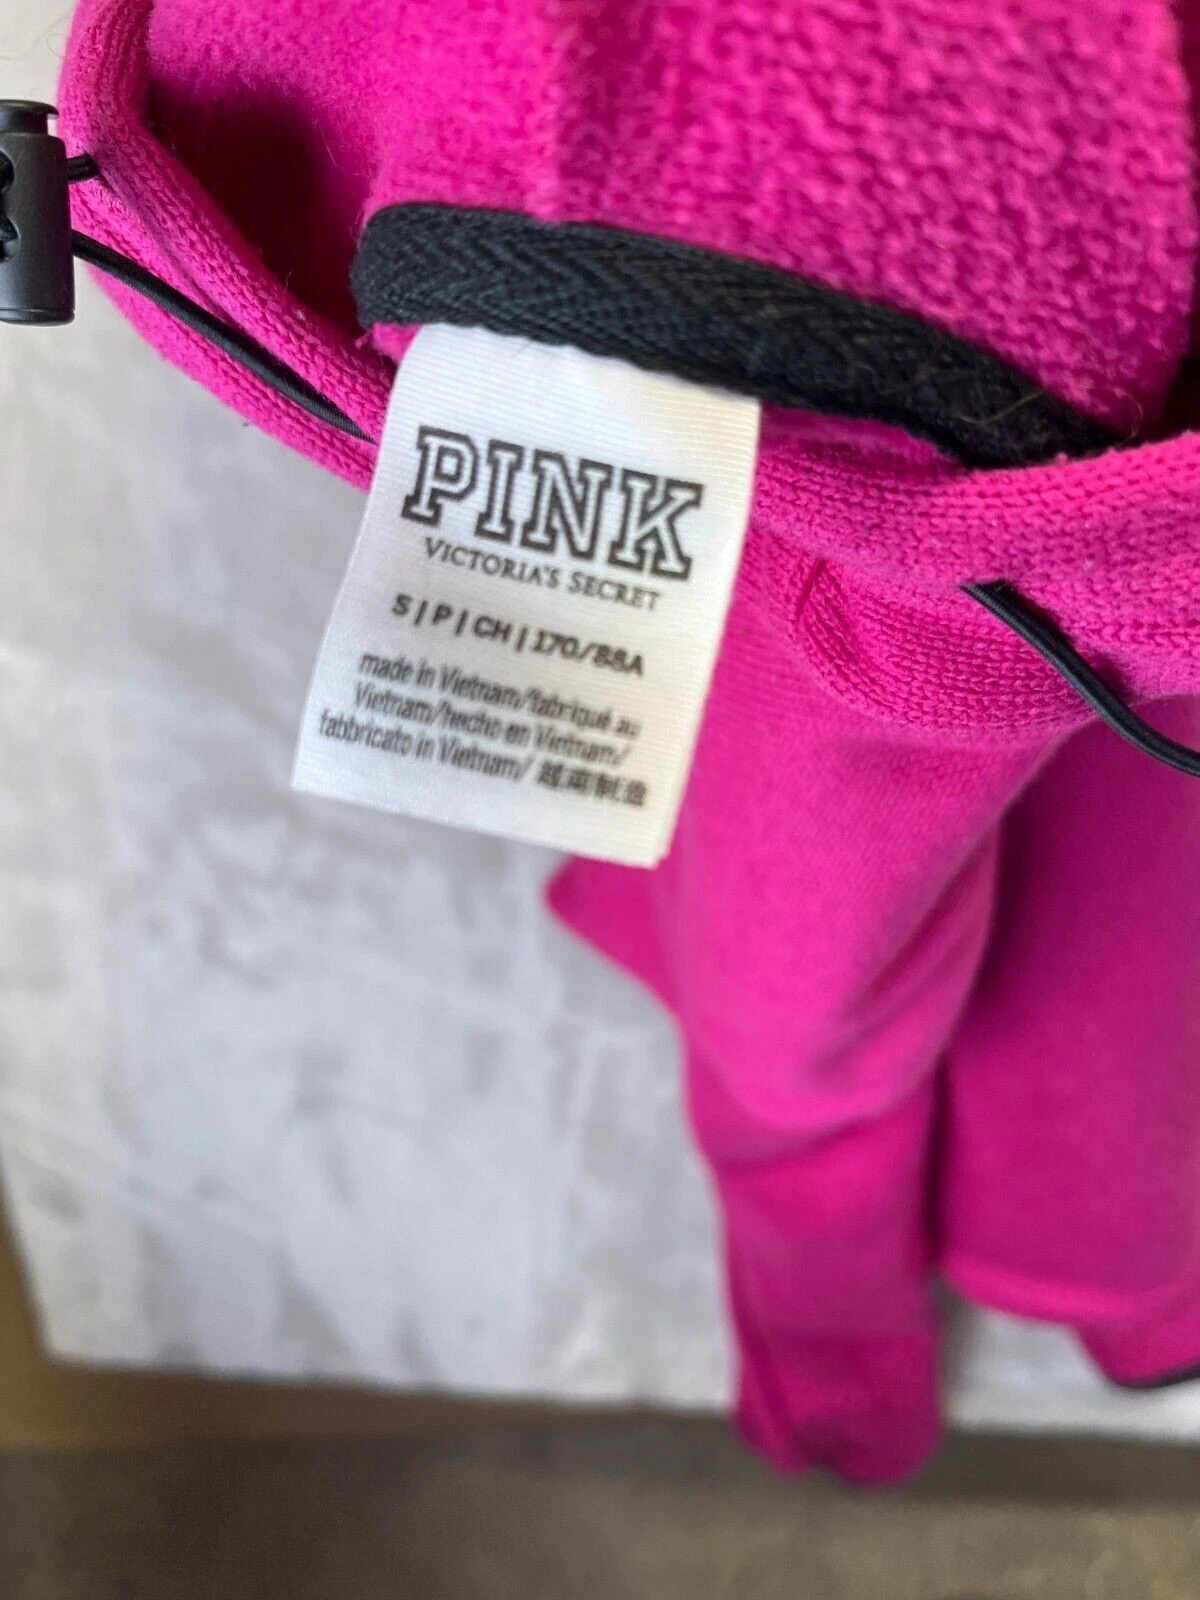 PINK
VICTORIA'S SECRET
S | P | CH | 170/88A
made in Vietnam/fabriqué au
Vietnam/hecho en Vietnam/
fabbricato in Vietnam/ 越南制造